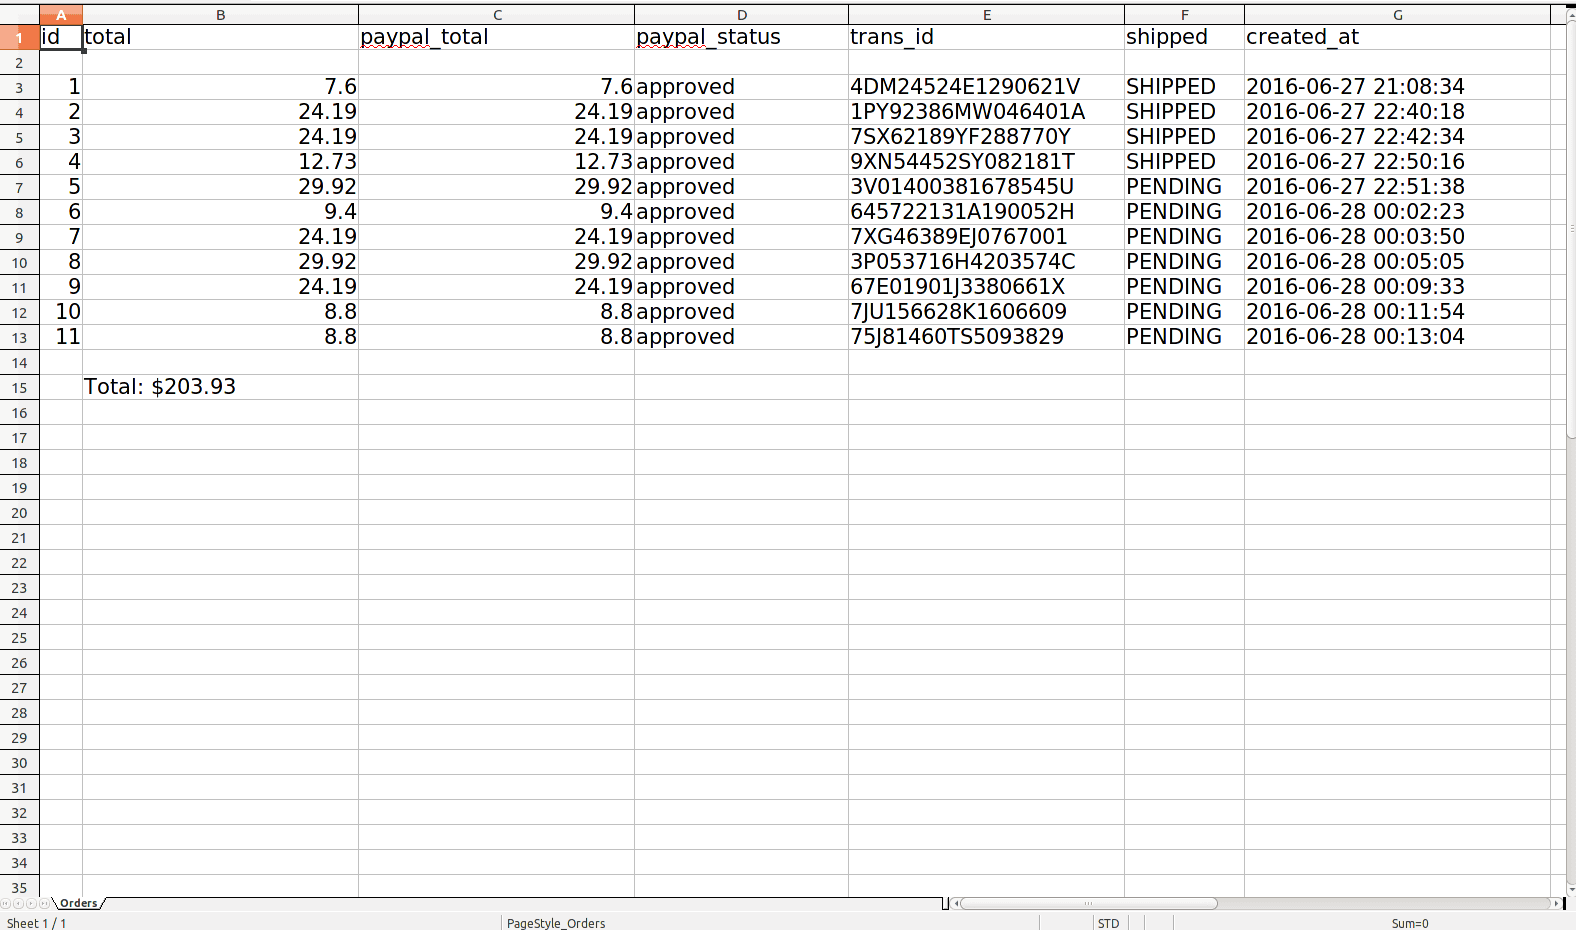 A B C D E F G
1 id total paypal_total paypal_status trans_id shipped created_at
2
3 1 7.6 7.6 approved 4DM24524E1290621V SHIPPED 2016-06-27 21:08:34
4 2 24.19 24.19 approved 1PY92386MW046401A SHIPPED 2016-06-27 22:40:18
5 3 24.19 24.19 approved 7SX62189YF288770Y SHIPPED 2016-06-27 22:42:34
6 4 12.73 12.73 approved 9XN54452SY082181T SHIPPED 2016-06-27 22:50:16
7 5 29.92 29.92 approved 3V01400381678545U PENDING 2016-06-27 22:51:38
8 6 9.4 9.4 approved 645722131A190052H PENDING 2016-06-28 00:02:23
9 7 24.19 24.19 approved 7XG46389EJ0767001 PENDING 2016-06-28 00:03:50
10 8 29.92 29.92 approved 3P053716H4203574C PENDING 2016-06-28 00:05:05
11 9 24.19 24.19 approved 67E01901J3380661X PENDING 2016-06-28 00:09:33
12 10 8.8 8.8 approved 7JU156628K1606609 PENDING 2016-06-28 00:11:54
13 11 8.8 8.8 approved 75J81460TS5093829 PENDING 2016-06-28 00:13:04
14
15 Total: $203.93
16
17
18
19
20
21
22
23
24
25
26
27
28
29
30
31
32
33
34
35
Orders
Sheet 1 / 1 PageStyle_Orders STD Sum=0